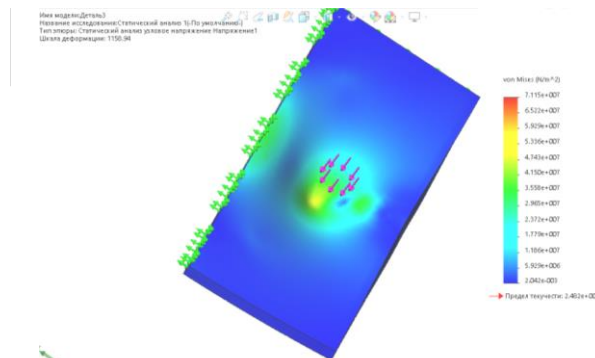 Имя модели:Деталь3
Название исследования:Статический анализ 1(-По умолчанию-)
Тип эпюры: Статический анализ узловое напряжение Напряжение1
Шкала деформации: 1150.94
von Mises (N/m^2)
7.115e+007
6.522e+007
5.929e+007
5.336e+007
4.743e+007
4.150e+007
3.558e+007
2.965e+007
2.372e+007
1.779e+007
1.186e+007
5.929e+006
2.042e-003
Предел текучести: 2.482e+00